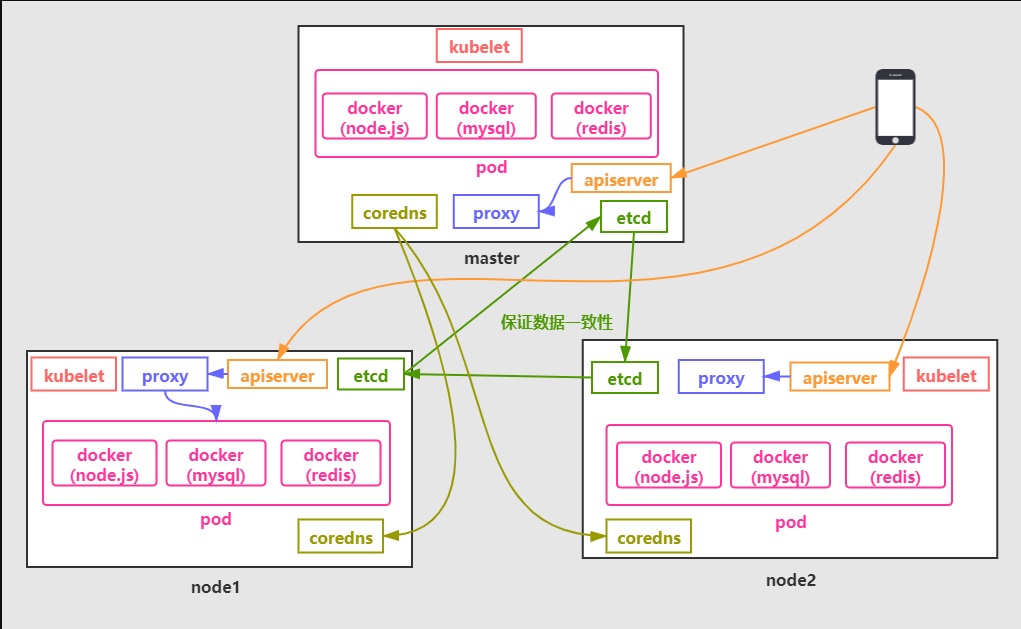 kubelet
docker
(node.js)
docker
(mysql)
docker
(redis)
pod
apiserver
coredns
proxy
etcd
master
保证数据一致性
kubelet
proxy
apiserver
etcd
docker
(node.js)
docker
(mysql)
docker
(redis)
pod
coredns
node1
etcd
proxy
apiserver
kubelet
docker
(node.js)
docker
(mysql)
docker
(redis)
pod
coredns
node2